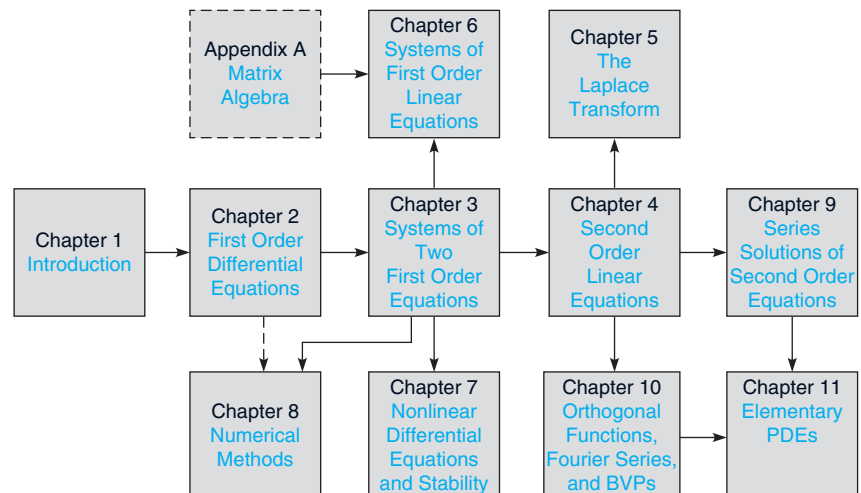 Appendix A
Matrix
Algebra
Chapter 6
Systems of
First Order
Linear
Equations
Chapter 5
The
Laplace
Transform
Chapter 1
Introduction
Chapter 2
First Order
Differential
Equations
Chapter 3
Systems of
Two
First Order
Equations
Chapter 4
Second
Order
Linear
Equations
Chapter 9
Series
Solutions of
Second Order
Equations
Chapter 8
Numerical
Methods
Chapter 7
Nonlinear
Differential
Equations
and Stability
Chapter 10
Orthogonal
Functions,
Fourier Series,
and BVPs
Chapter 11
Elementary
PDEs